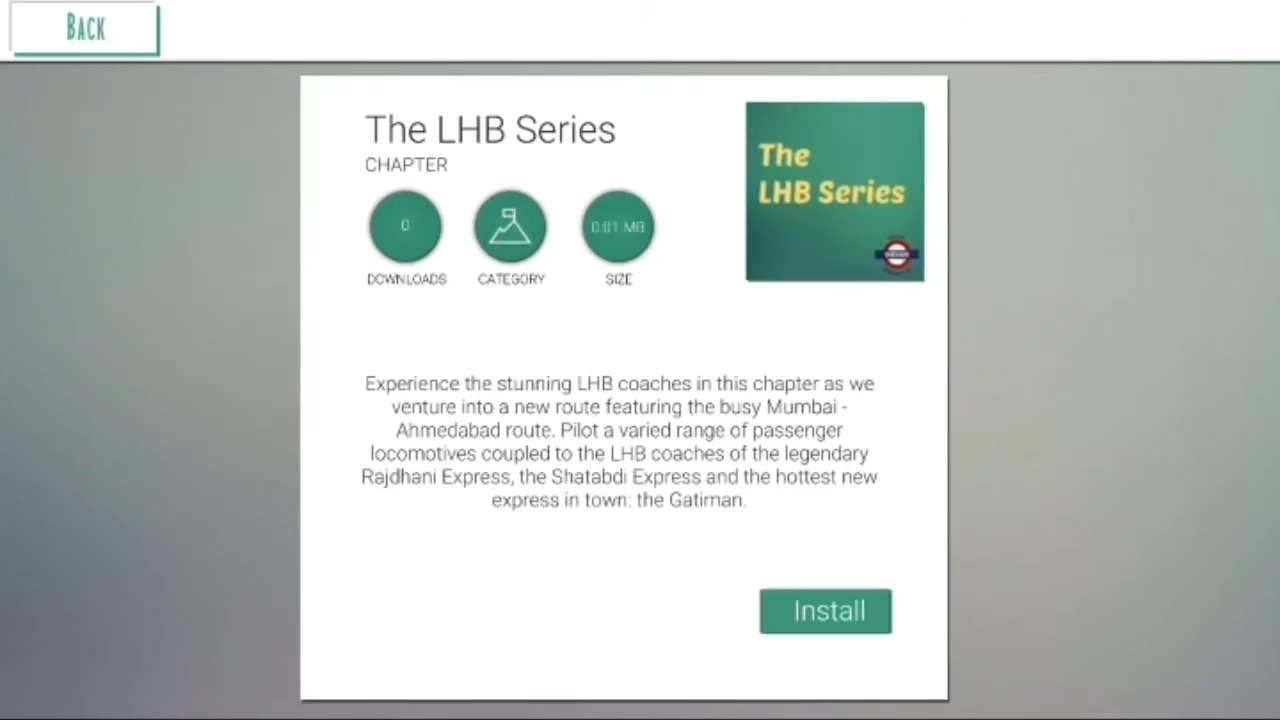 Back
The LHB Series
CHAPTER
The
LHB Series
0
0.01 MB
DOWNLOADS
CATEGORY
SIZE
Experience the stunning LHB coaches in this chapter as we
venture into a new route featuring the busy Mumbai -
Ahmedabad route. Pilot a varied range of passenger
locomotives coupled to the LHB coaches of the legendary
Rajdhani Express, the Shatabdi Express and the hottest new
express in town: the Gatiman.
Install